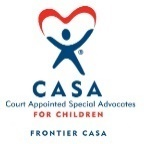 CASA
Court Appointed Special Advocates
FOR CHILDREN
FRONTIER CASA